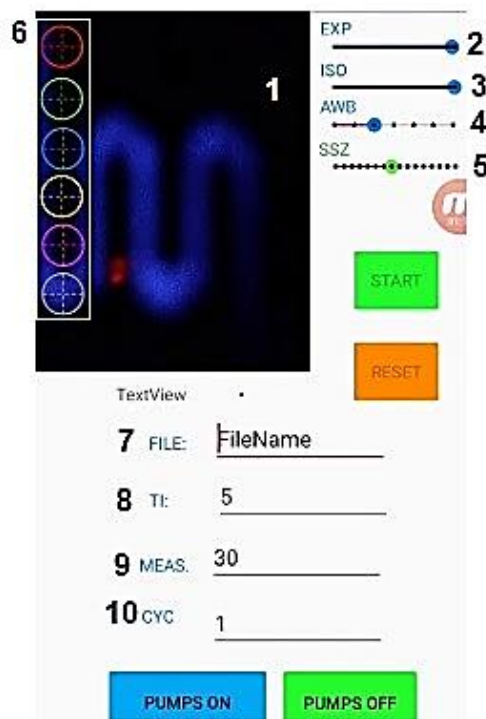 6
1
EXP
2
ISO
3
AWB
4
SSZ
5
START
RESET
TextView
7 FILE: FileName
8 TI: 5
9 MEAS. 30
10 CYC 1
PUMPS ON PUMPS OFF